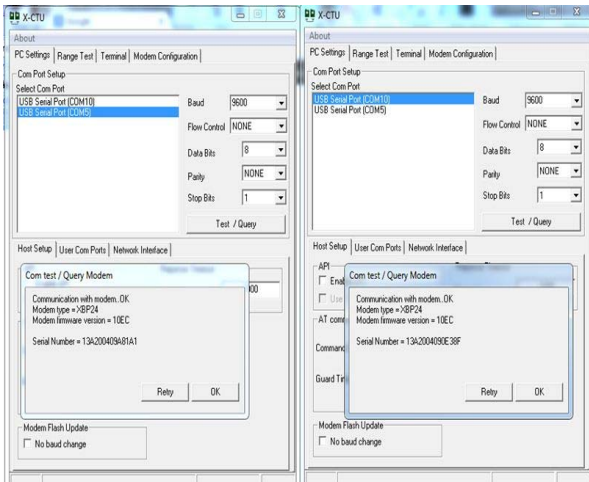 X-CTU
About
PC Settings Range Test Terminal Modem Configuration
Com Port Setup
Select Com Port
USB Serial Port (COM10)
USB Serial Port (COM5)
Baud 9600
Flow Control NONE
Data Bits 8
Parity NONE
Stop Bits 1
Test / Query
Host Setup User Com Ports Network Interface
Com test / Query Modem
Communication with modem..OK
Modem type = XBP24
Modem firmware version = 10EC
Serial Number = 13A200409A81A1
Retry OK
Modem Flash Update
No baud change
X-CTU
About
PC Settings Range Test Terminal Modem Configuration
Com Port Setup
Select Com Port
USB Serial Port (COM10)
USB Serial Port (COM5)
Baud 9600
Flow Control NONE
Data Bits 8
Parity NONE
Stop Bits 1
Test / Query
Host Setup User Com Ports Network Interface
API
Enab
Use
AT comm
Command
Guard Tim
Com test / Query Modem
Communication with modem..OK
Modem type = XBP24
Modem firmware version = 10EC
Serial Number = 13A2004090E38F
Retry OK
Modem Flash Update
No baud change